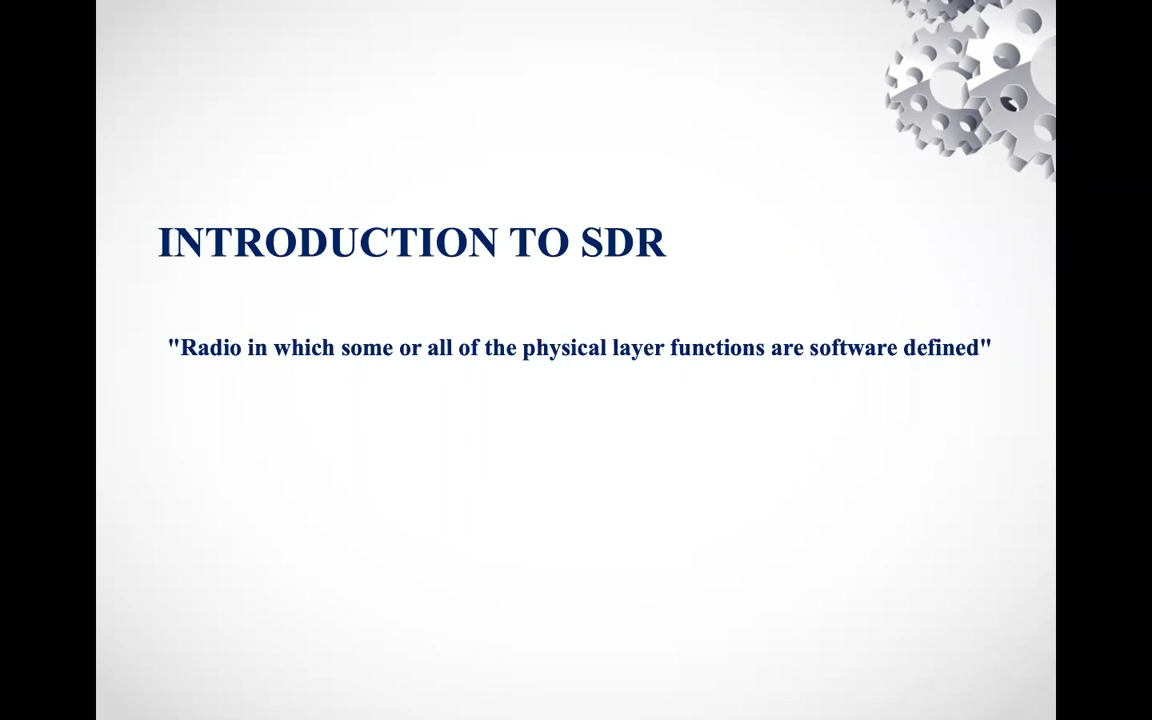 INTRODUCTION TO SDR
"Radio in which some or all of the physical layer functions are software defined"